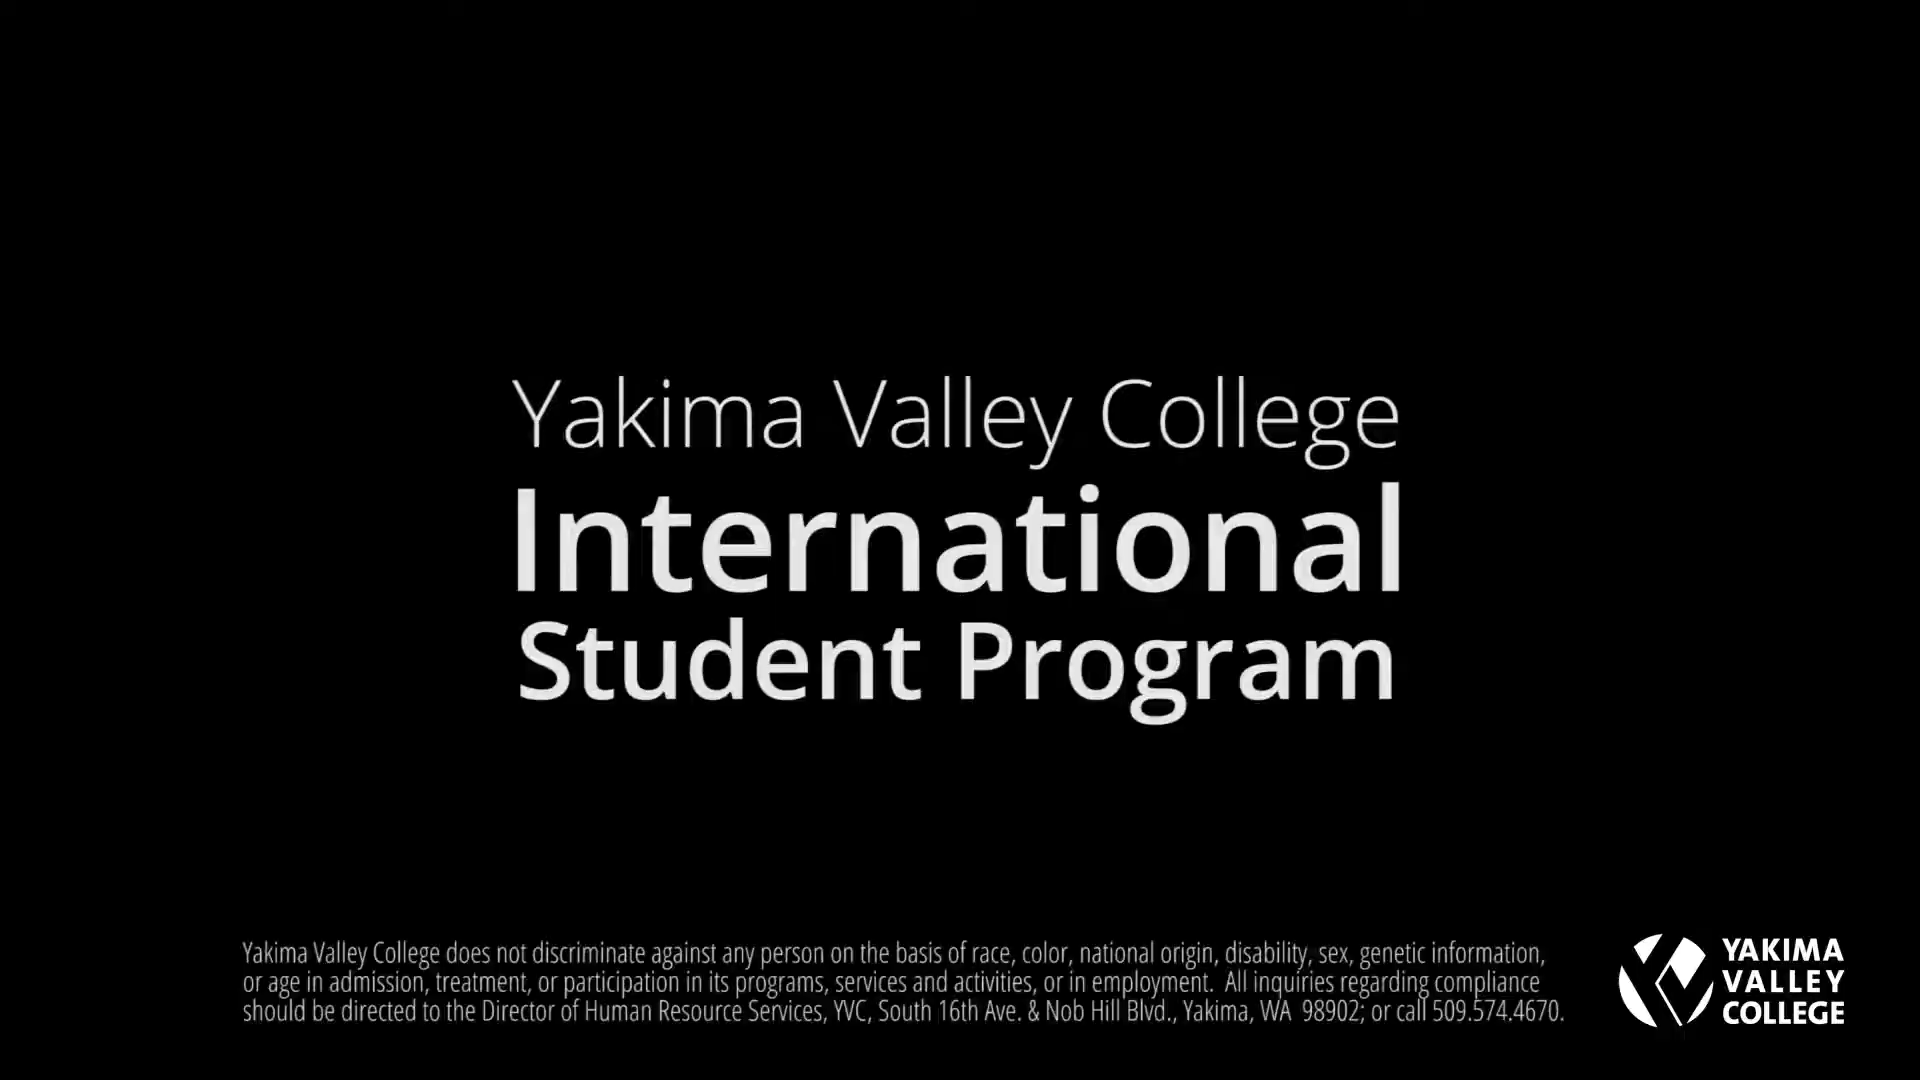 Yakima Valley College
International
Student Program
Yakima Valley College does not discriminate against any person on the basis of race, color, national origin, disability, sex, genetic information,
or age in admission, treatment, or participation in its programs, services and activities, or in employment.  All inquiries regarding compliance
should be directed to the Director of Human Resource Services, YVC, South 16th Ave. & Nob Hill Blvd., Yakima, WA  98902; or call 509.574.4670.
YAKIMA
VALLEY
COLLEGE